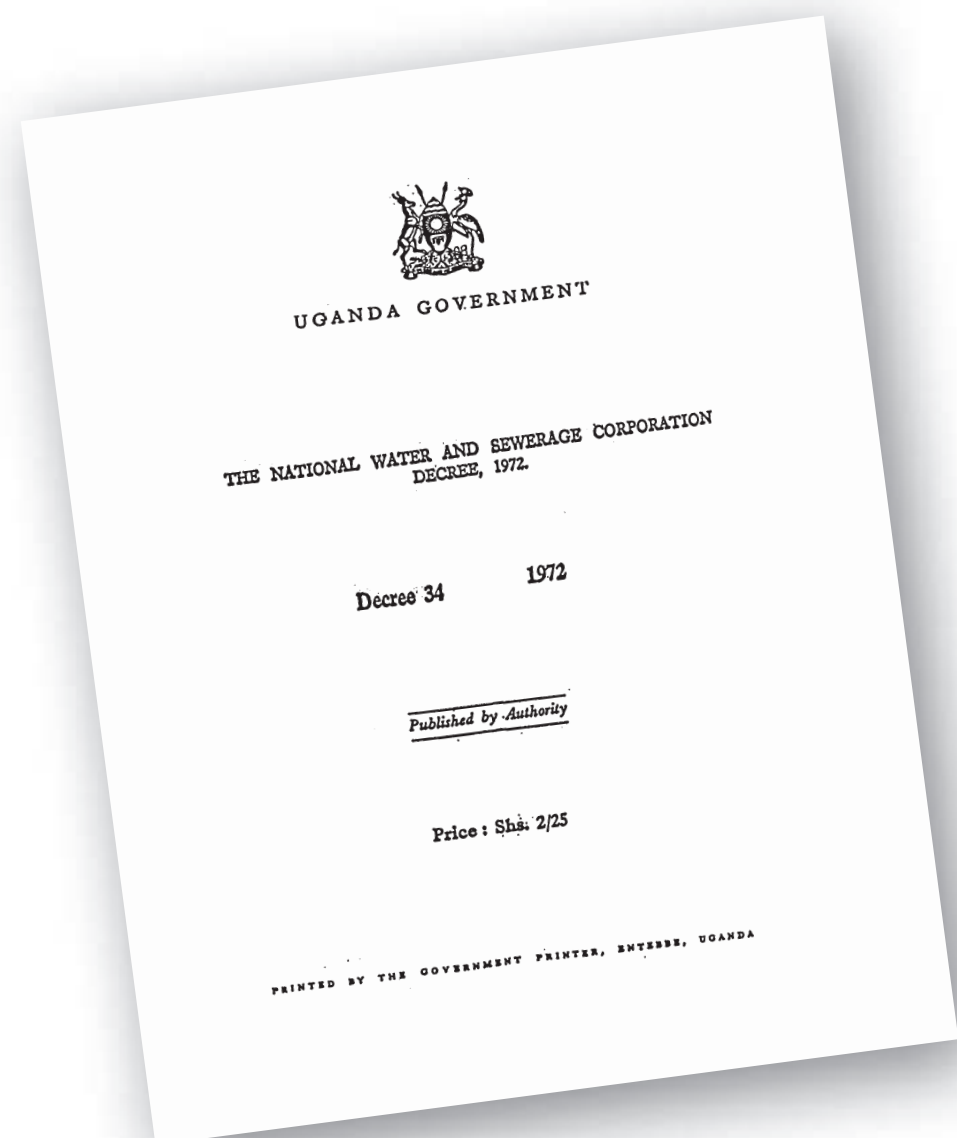 UGANDA GOVERNMENT
THE NATIONAL WATER AND SEWERAGE CORPORATION
DECREE, 1972.
Decree 34 1972
Published by Authority
Price : Shs. 2/25
PRINTED BY THE GOVERNMENT PRINTER, ENTEBBE, UGANDA